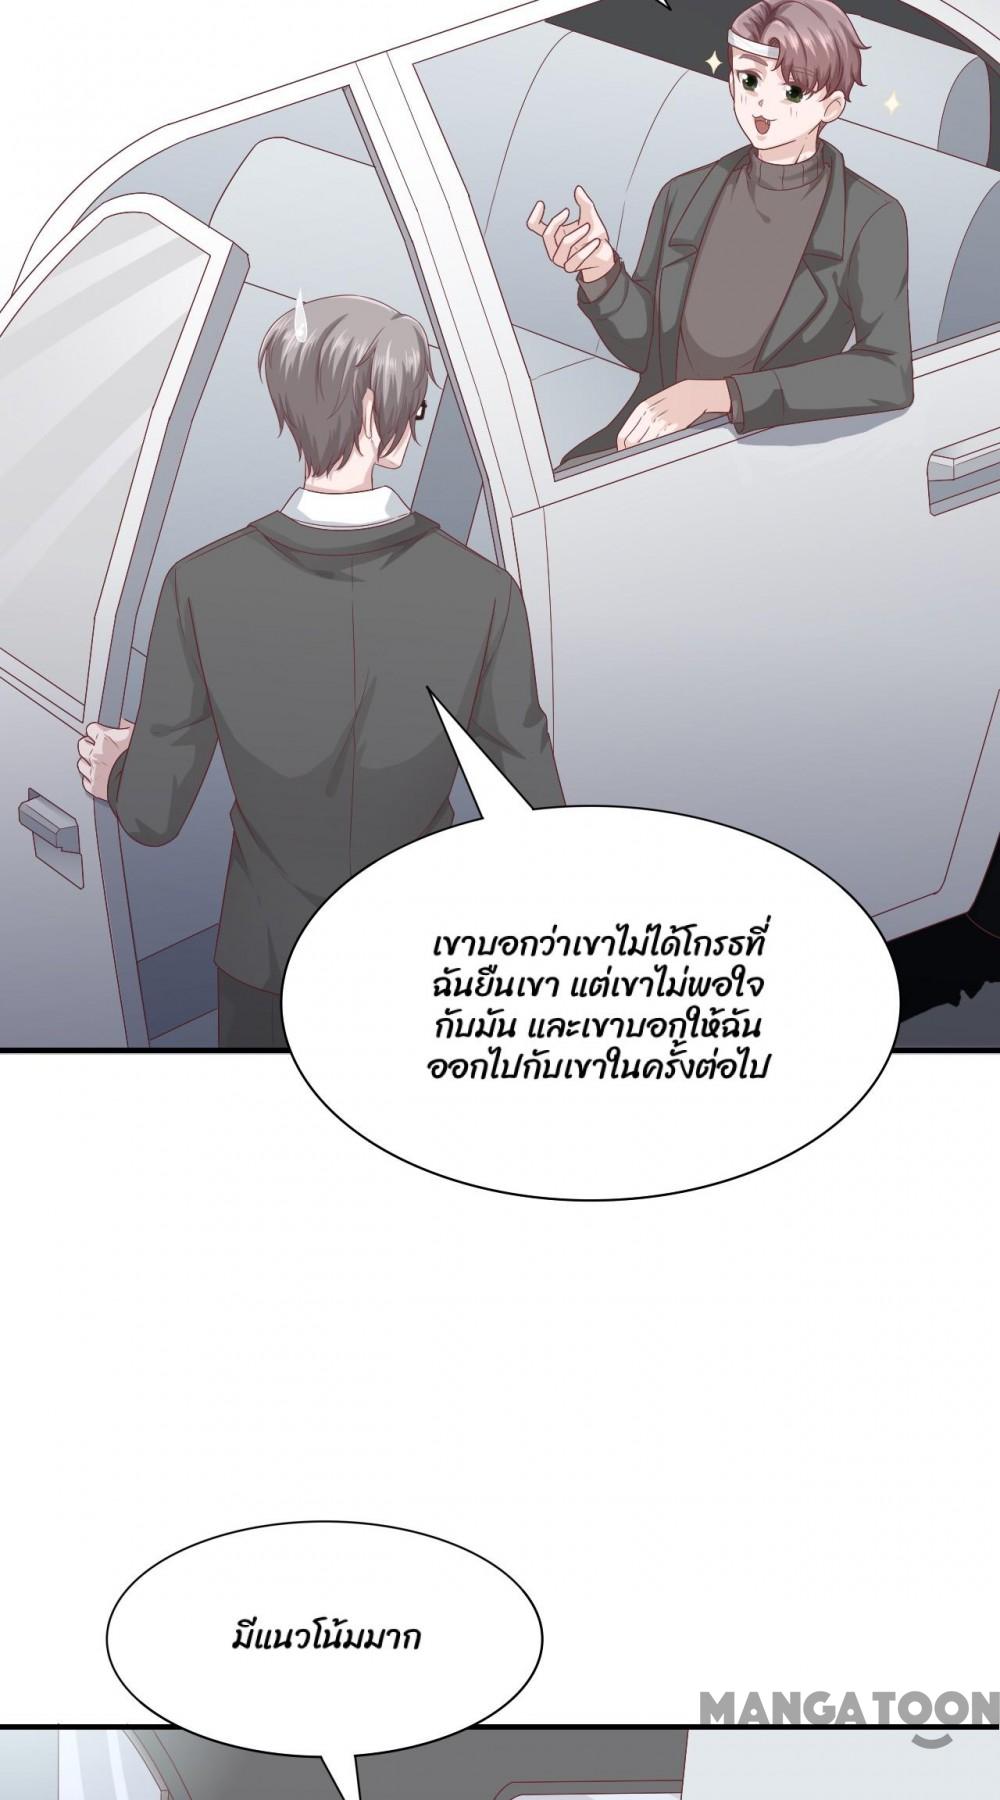 เขาบอกว่าเขาไม่ได้โกรธที่
ฉันยืนเขา แต่เขาไม่พอใจ
กับมัน และเขาบอกให้ฉัน
ออกไปกับเขาในครั้งต่อไป
มีแนวโน้มมาก
MANGATOON